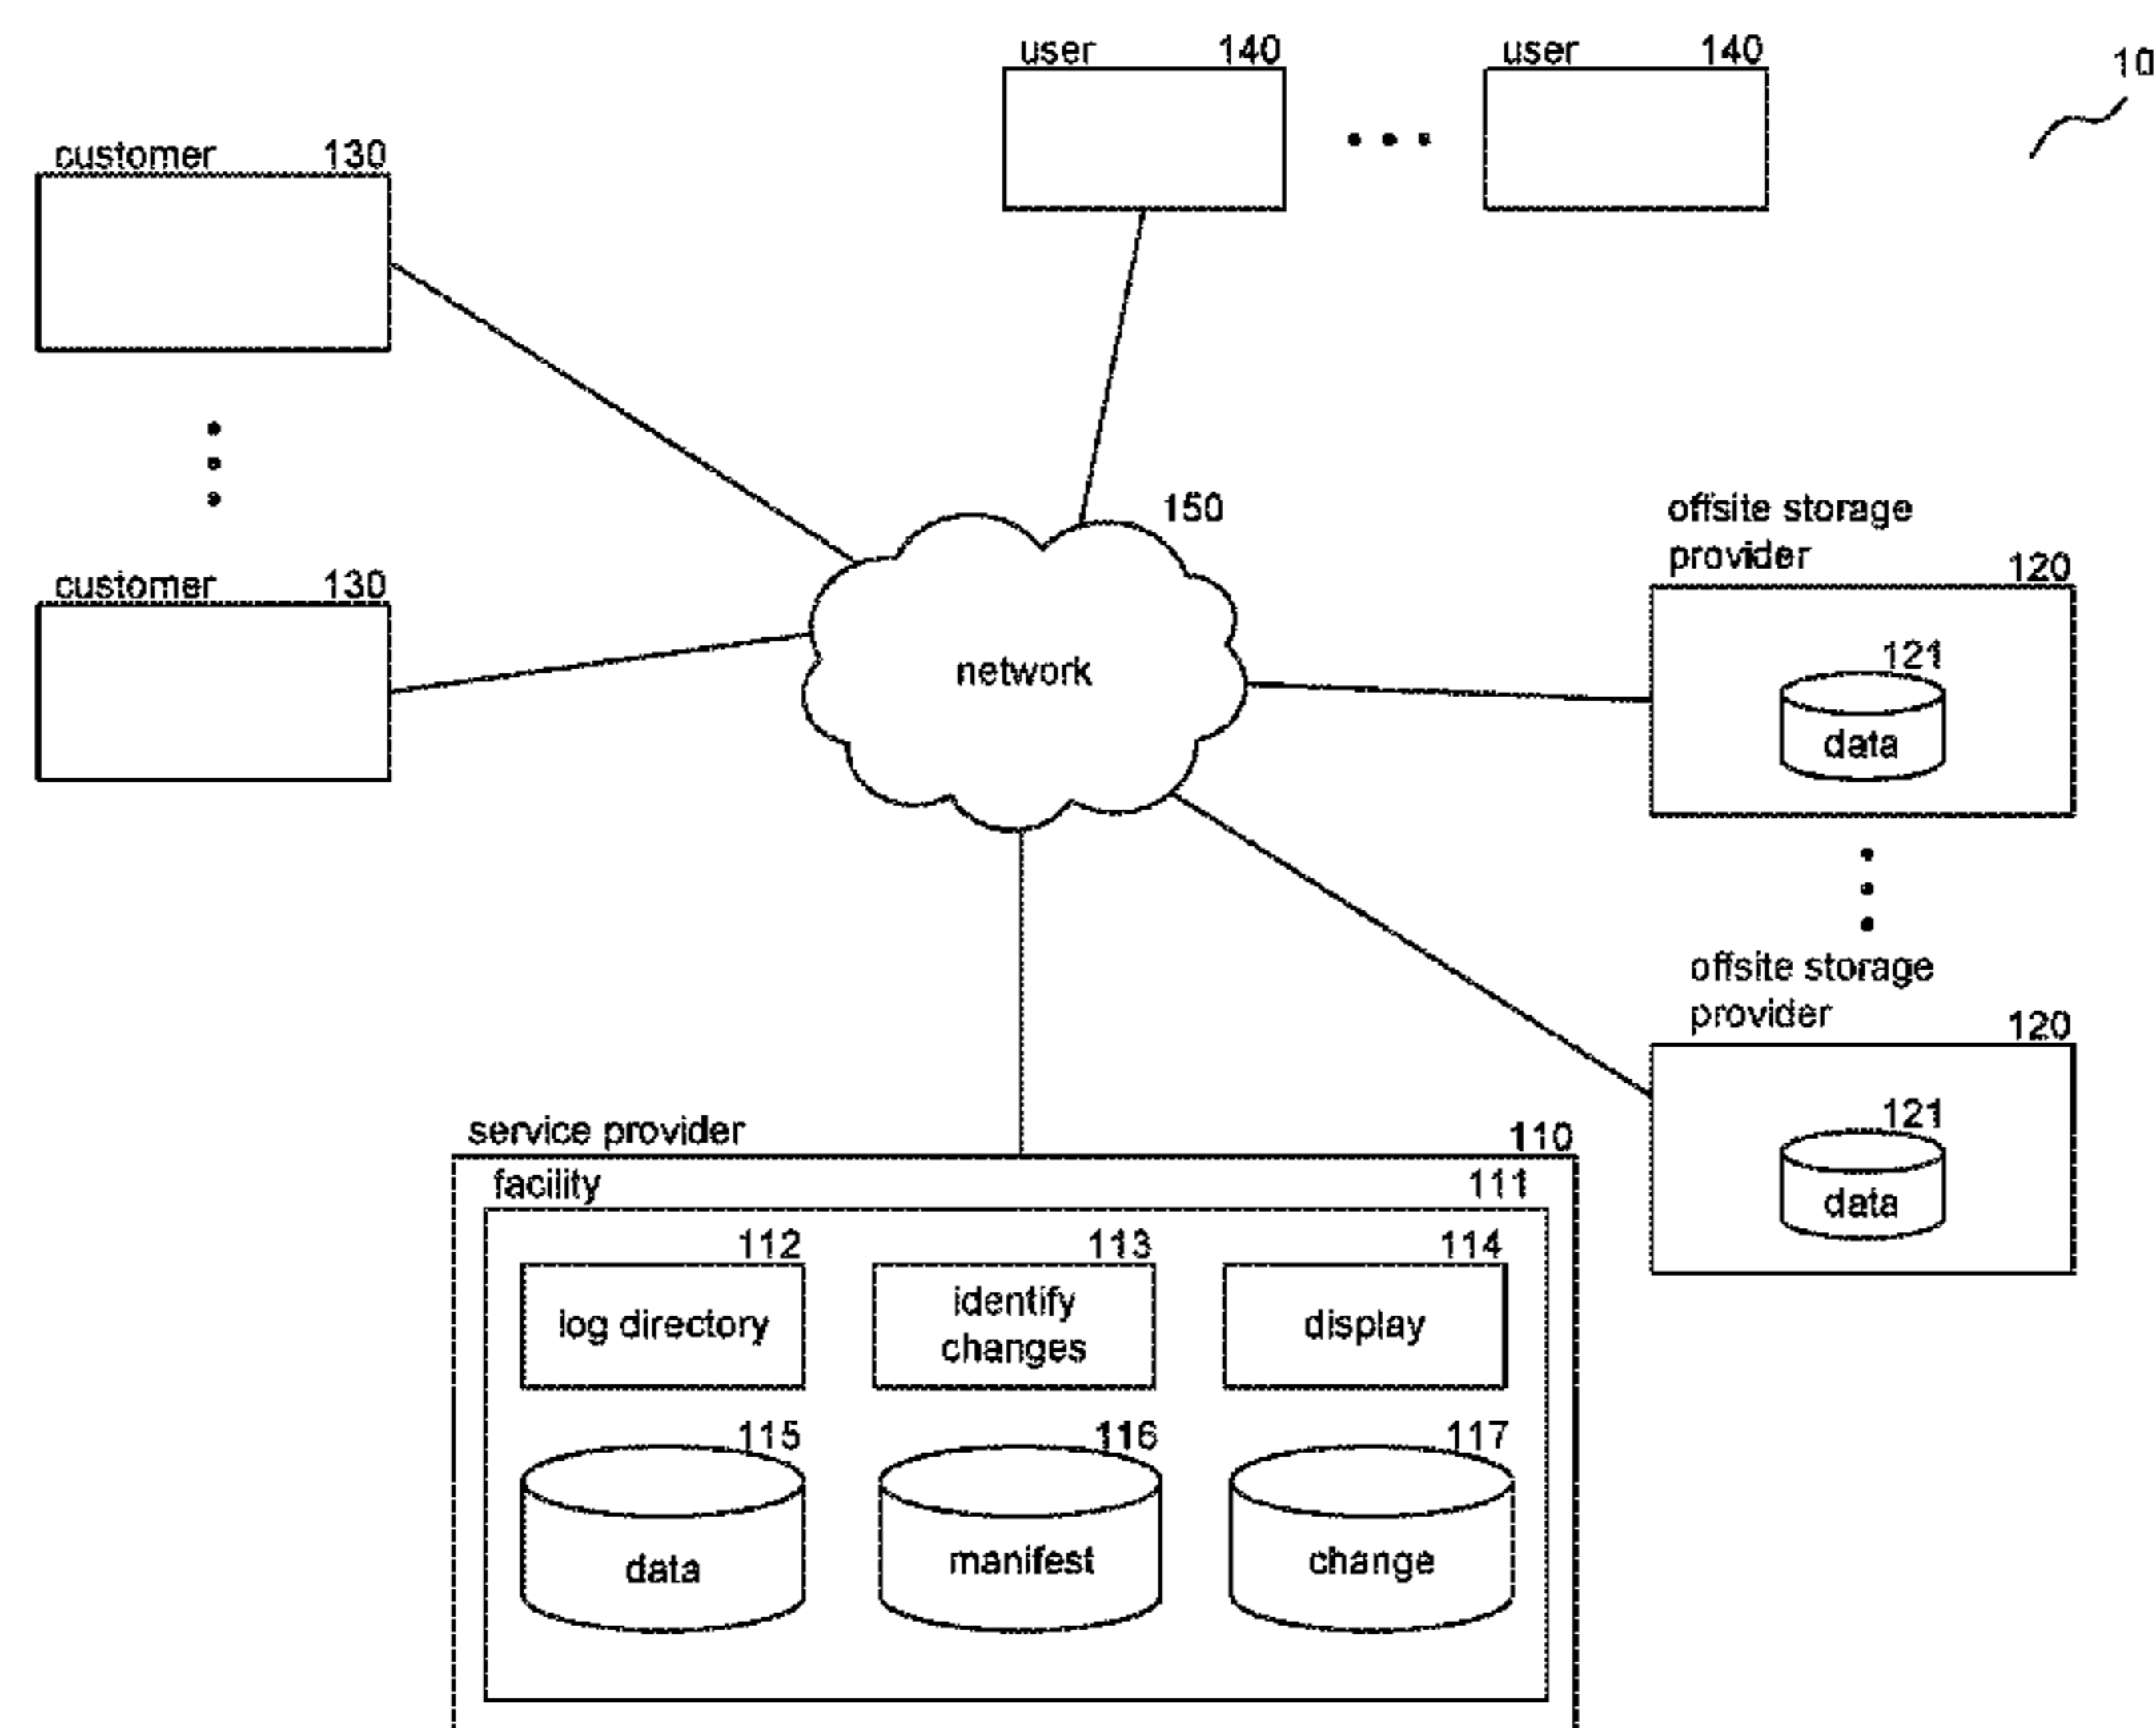 user 140
user 140
10
customer 130
customer 130
150
network
offsite storage
provider
120
121
data
offsite storage
provider
120
121
data
service provider 110
facility 111
112
log directory
113
identify
changes
114
display
115
data
116
manifest
117
change